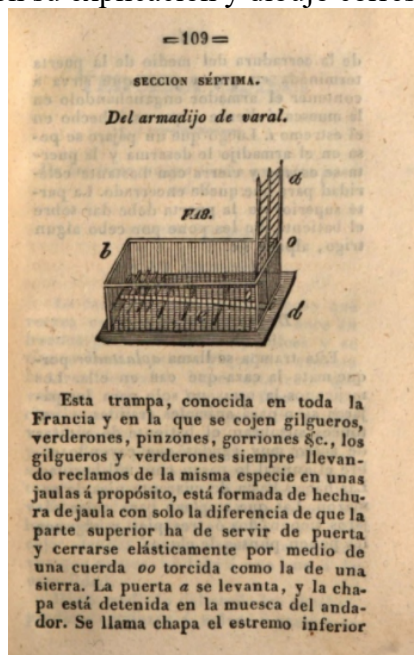 =109=
SECCION SÉPTIMA.
Del armadijo de varal.
a
FIG.
b
o
d
Esta trampa, conocida en toda la
Francia y en la que se cojen gilgueros,
verderones, pinzones, gorriones &c., los
gilgueros y verderones siempre llevan-
do reclamos de la misma especie en unas
jaulas á propósito, está formada de hechu-
ra de jaula con solo la diferencia de que la
parte superior ha de servir de puerta
y cerrarse elásticamente por medio de
una cuerda oo torcida como la de una
sierra. La puerta a se levanta, y la cha-
pa está detenida en la muesca del anda-
dor. Se llama chapa el estremo inferior